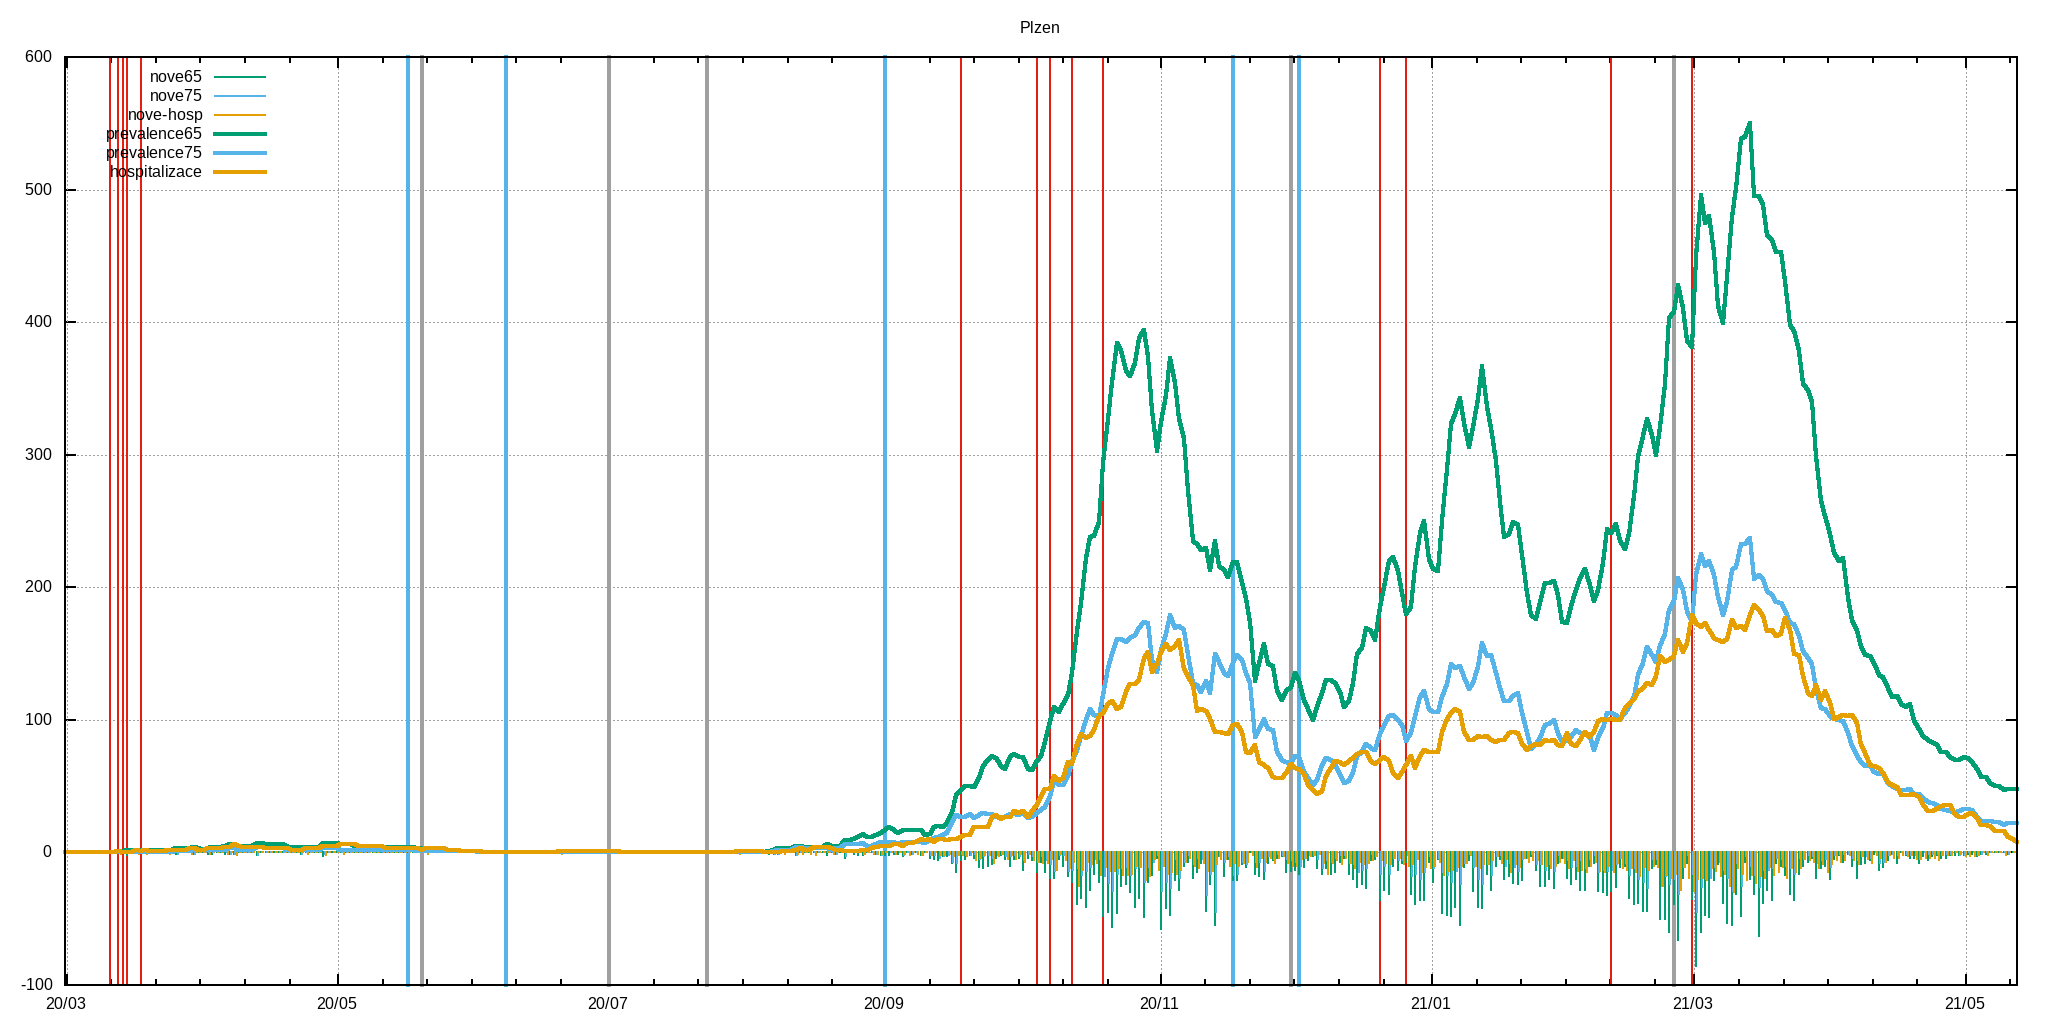 Plzen
600
500
400
300
200
100
0
-100
nove65
nove75
nove-hosp
prevalence65
prevalence75
hospitalizace
20/03 20/05 20/07 20/09 20/11 21/01 21/03 21/05